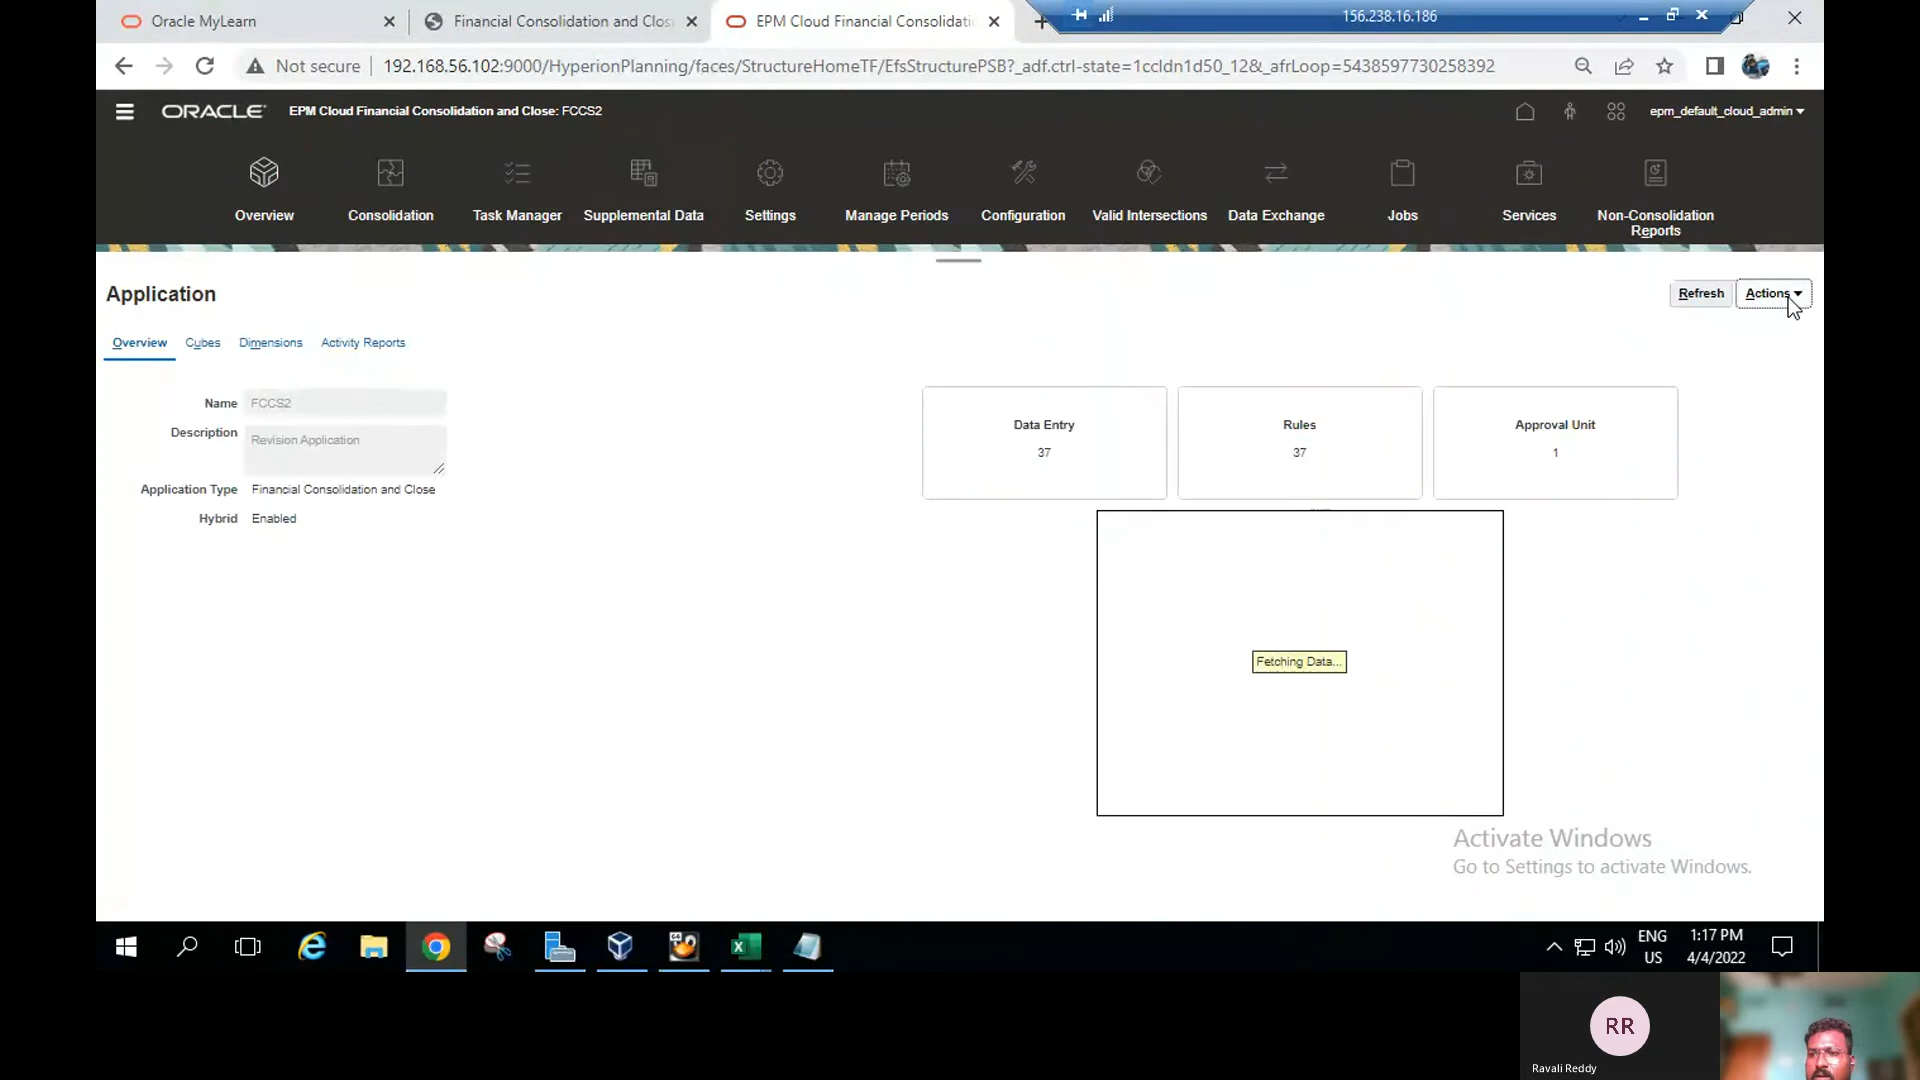 Oracle MyLearn
Financial Consolidation and Clos
EPM Cloud Financial Consolidati
156.238.16.186
Not secure
192.168.56.102:9000/HyperionPlanning/faces/StructureHomeTF/EfsStructurePSB?_adf.ctrl-state=1ccldn1d50_12&_afrLoop=5438597730258392
ORACLE
EPM Cloud Financial Consolidation and Close: FCCS2
epm_default_cloud_admin
Overview
Consolidation
Task Manager
Supplemental Data
Settings
Manage Periods
Configuration
Valid Intersections
Data Exchange
Jobs
Services
Non-Consolidation
Reports
Application
Refresh
Actions
Overview
Cubes
Dimensions
Activity Reports
Name
FCCS2
Description
Revision Application
Application Type
Financial Consolidation and Close
Hybrid
Enabled
Data Entry
37
Rules
37
Approval Unit
1
Fetching Data...
Activate Windows
Go to Settings to activate Windows.
64
ENG
US
1:17 PM
4/4/2022
RR
Ravali Reddy